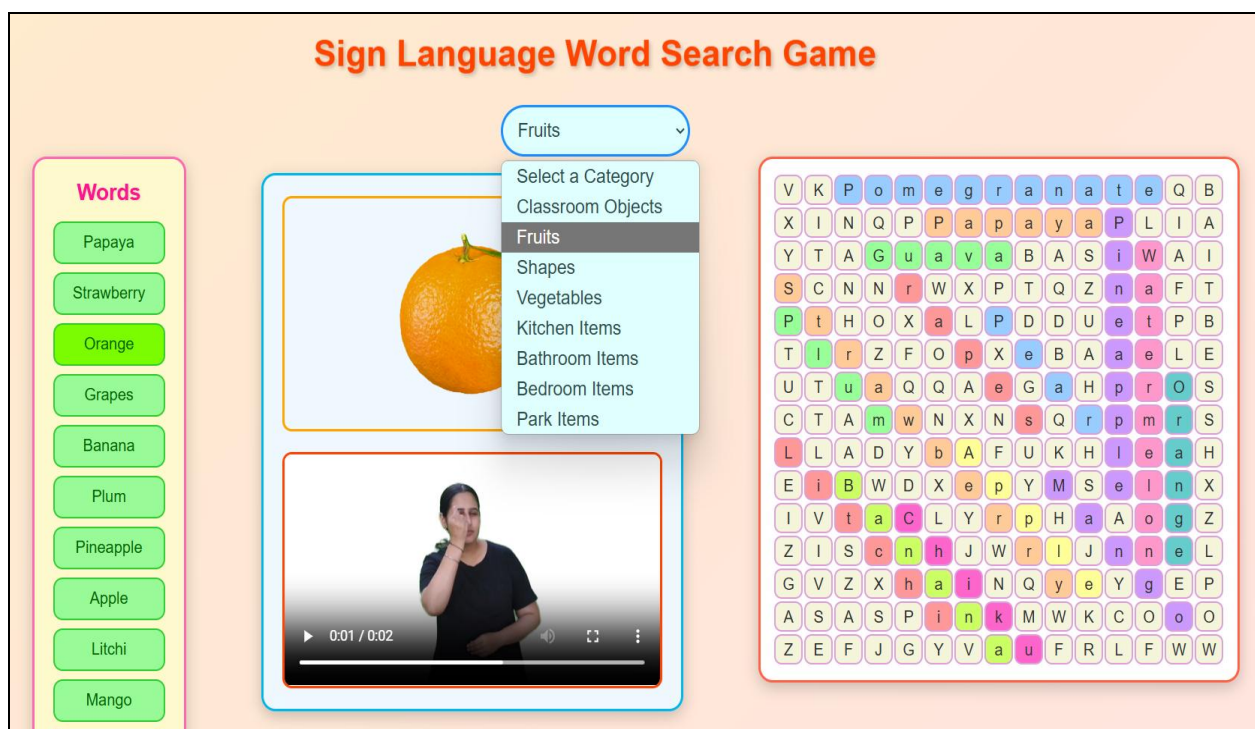 Sign Language Word Search Game
Fruits
Select a Category
Classroom Objects
Fruits
Shapes
Vegetables
Kitchen Items
Bathroom Items
Bedroom Items
Park Items
Words
Papaya
Strawberry
Orange
Grapes
Banana
Plum
Pineapple
Apple
Litchi
Mango
0:01 / 0:02
V K P o m e g r a n a t e Q B
X I N Q P P a p a y a P L I A
Y T A G u a v a B A S i W A I
S C N N r W X P T Q Z n a F T
P t H O X a L P D D U e t P B
T l r Z F O p X e B A a e L E
U T u a Q Q A e G a H p r O S
C T A m w N X N s Q r p m r S
L L A D Y b A F U K H l e a H
E i B W D X e p Y M S e l n X
I V t a C L Y r p H a A o g Z
Z I S c n h J W r l J n n e L
G V Z X h a i N Q y e Y g E P
A S A S P i n k M W K C O o O
Z E F J G Y V a u F R L F W W